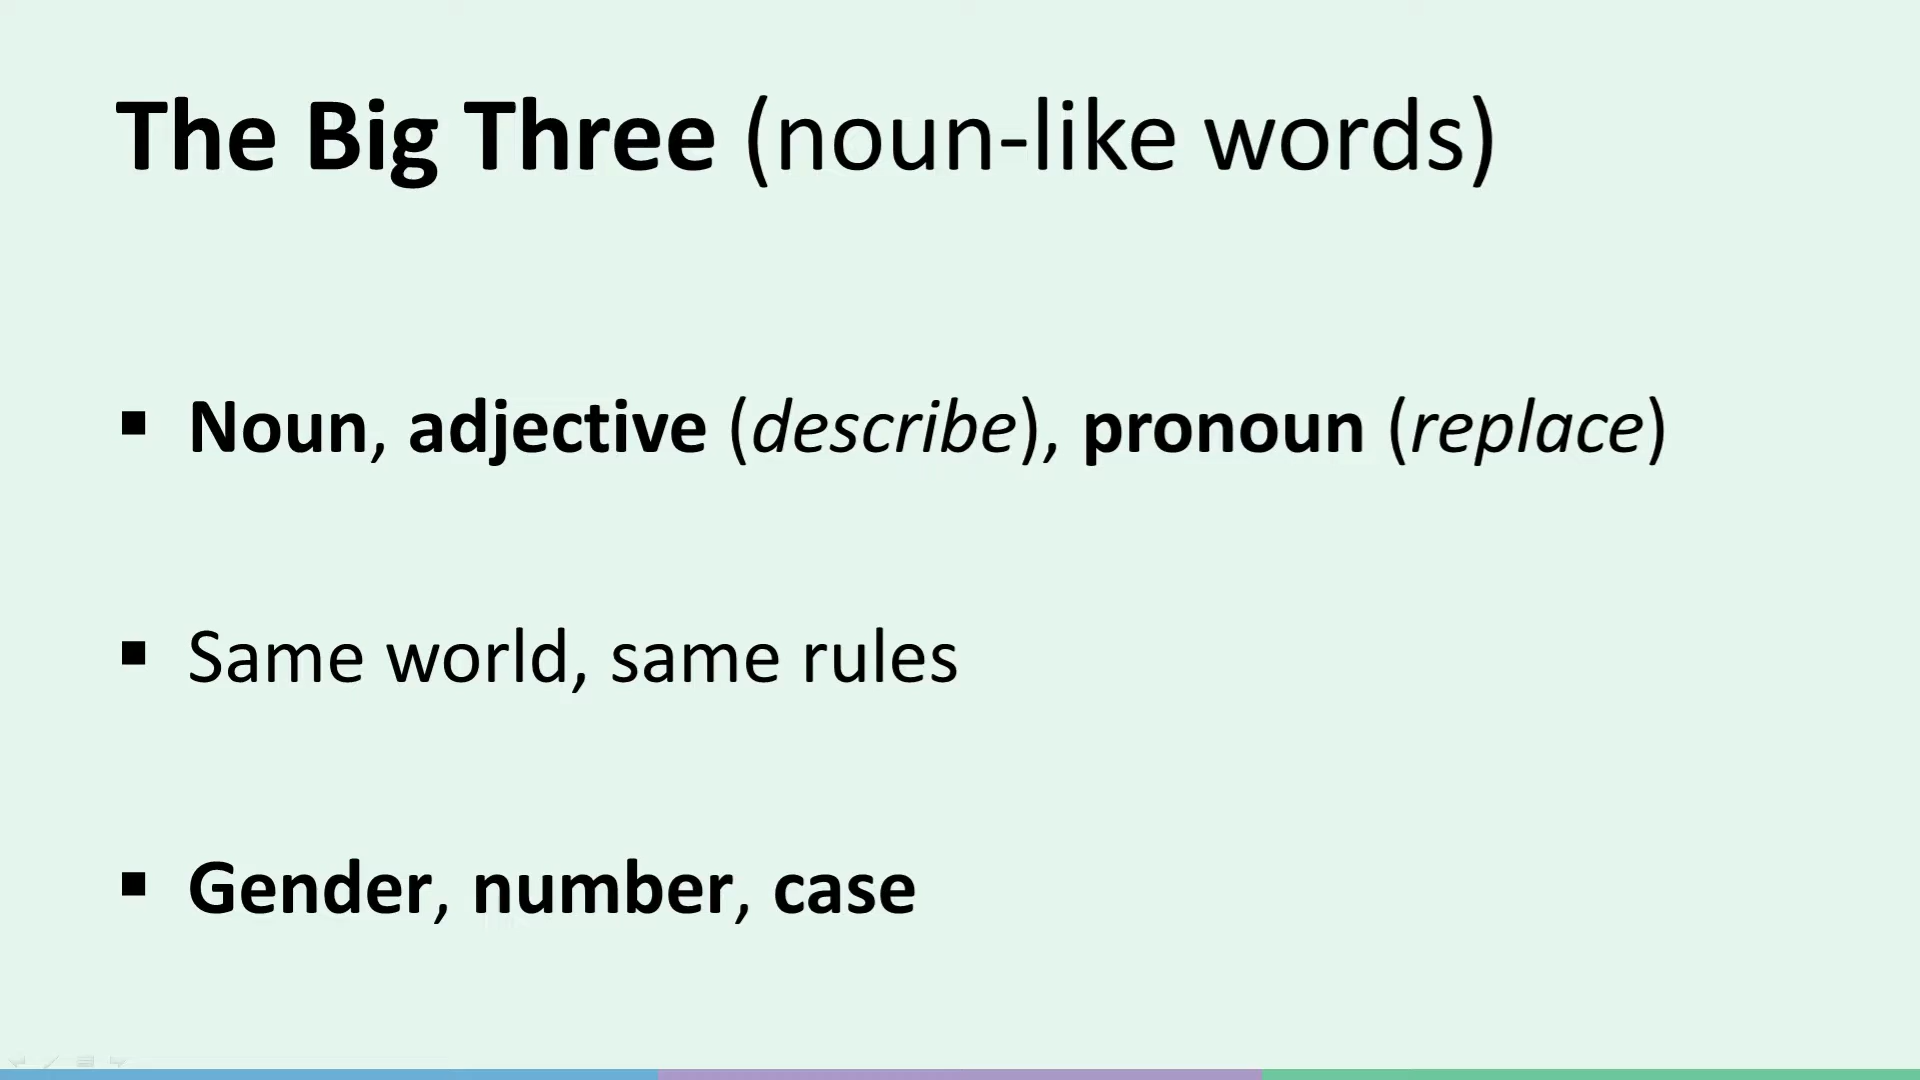 The Big Three (noun-like words)
▪ Noun, adjective (describe), pronoun (replace)
▪ Same world, same rules
▪ Gender, number, case